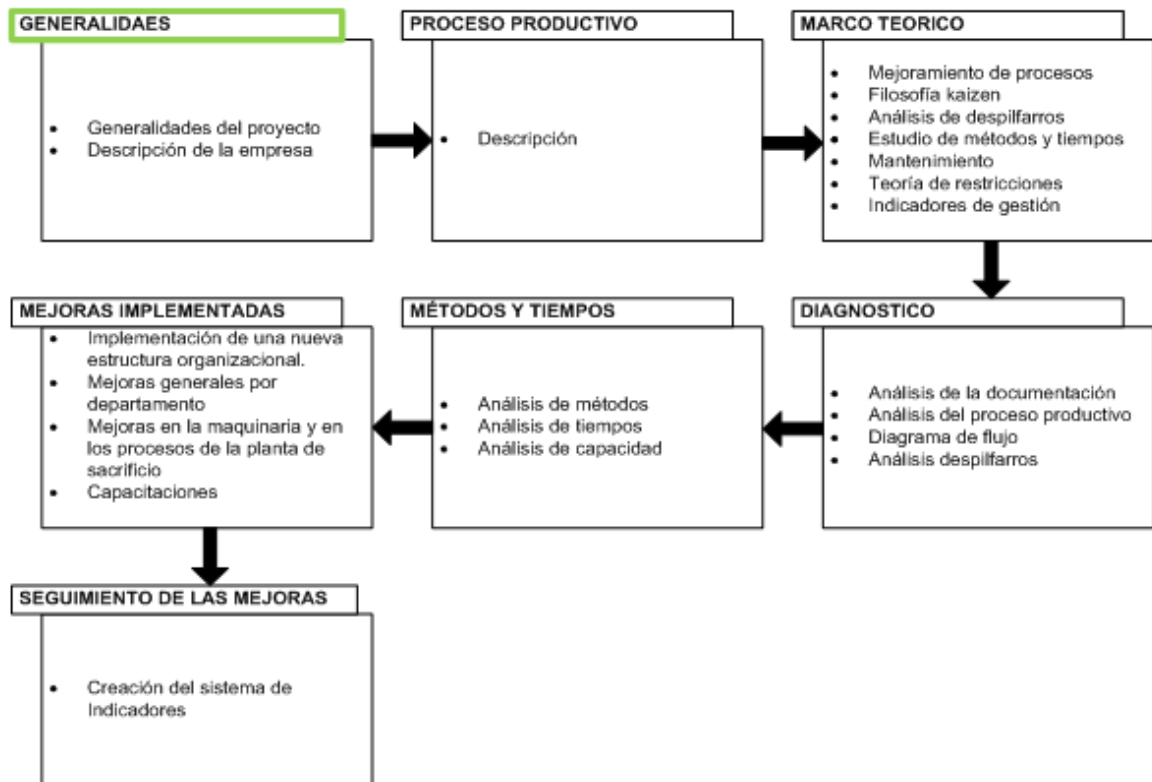 GENERALIDAES
• Generalidades del proyecto
• Descripción de la empresa
PROCESO PRODUCTIVO
• Descripción
MARCO TEORICO
• Mejoramiento de procesos
• Filosofía kaizen
• Análisis de despilfarros
• Estudio de métodos y tiempos
• Mantenimiento
• Teoría de restricciones
• Indicadores de gestión
DIAGNOSTICO
• Análisis de la documentación
• Análisis del proceso productivo
• Diagrama de flujo
• Análisis despilfarros
MÉTODOS Y TIEMPOS
• Análisis de métodos
• Análisis de tiempos
• Análisis de capacidad
MEJORAS IMPLEMENTADAS
• Implementación de una nueva
estructura organizacional.
• Mejoras generales por
departamento
• Mejoras en la maquinaria y en
los procesos de la planta de
sacrificio
• Capacitaciones
SEGUIMIENTO DE LAS MEJORAS
• Creación del sistema de
Indicadores